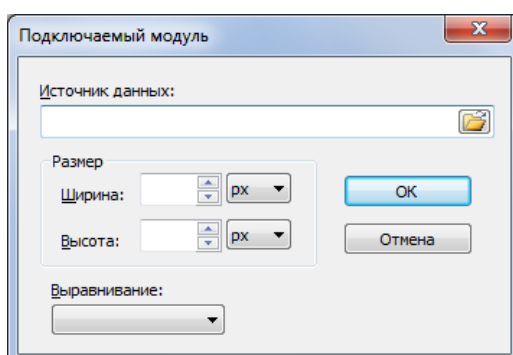 Подключаемый модуль
Источник данных:
Размер
Ширина: px
OK
Высота: px
Отмена
Выравнивание: